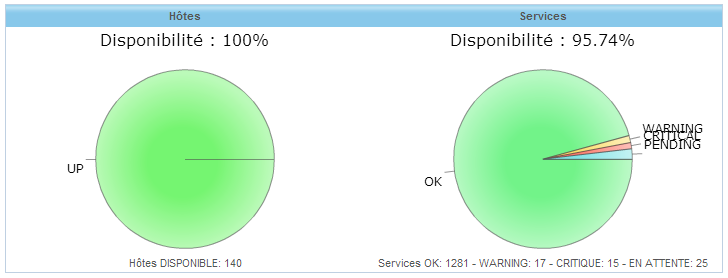 Hôtes
Services
Disponibilité : 100%
Disponibilité : 95.74%
UP
WARNING
CRITICAL
PENDING
OK
Hôtes DISPONIBLE: 140
Services OK: 1281 - WARNING: 17 - CRITIQUE: 15 - EN ATTENTE: 25